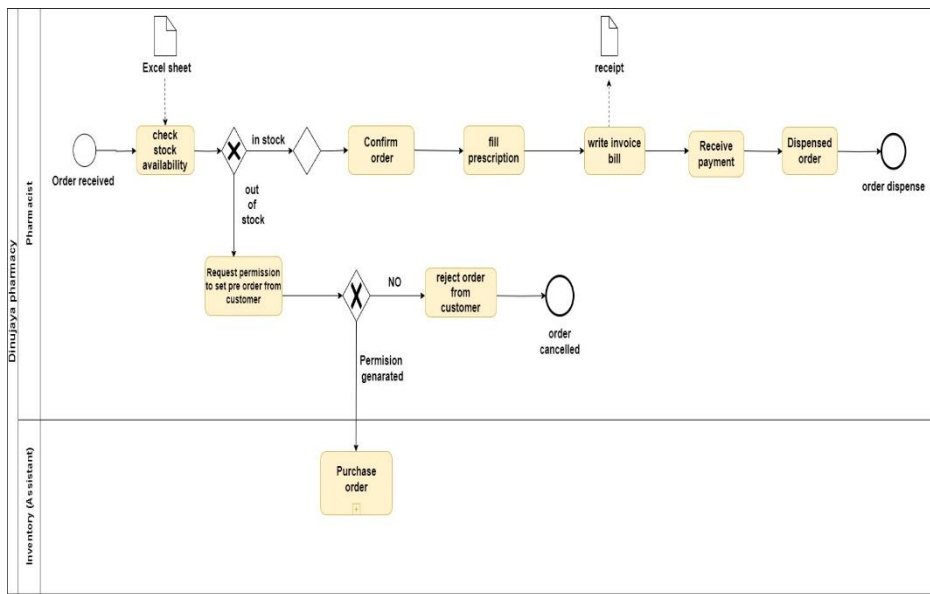 Dinujaya pharmacy
Pharmacist
Excel sheet
receipt
Order received
check
stock
availability
in stock
Confirm
order
fill
prescription
write invoice
bill
Receive
payment
Dispensed
order
order dispense
out
of
stock
Request permission
to set pre order from
customer
NO
reject order
from
customer
order
cancelled
Permision
genarated
Inventory (Assistant)
Purchase
order